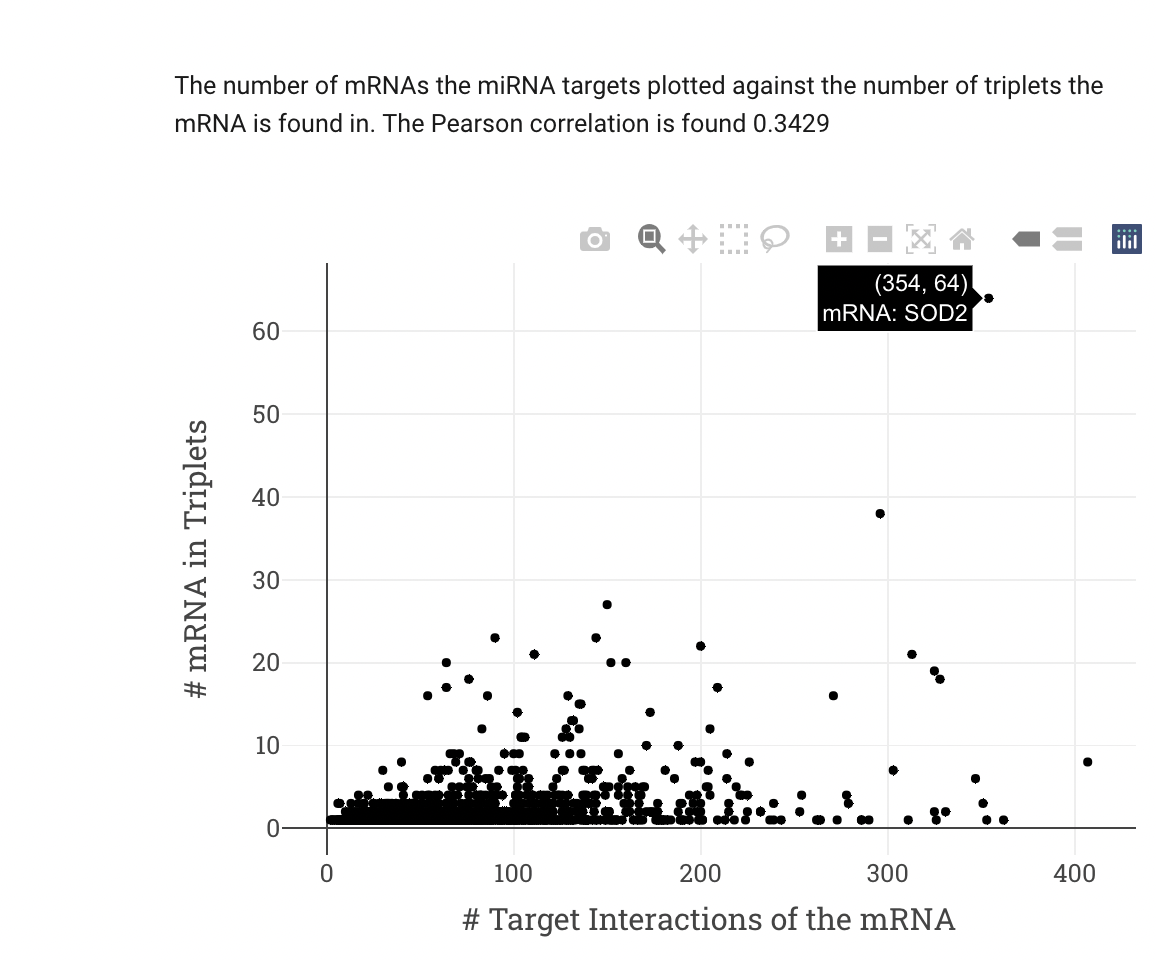 The number of mRNAs the miRNA targets plotted against the number of triplets the
mRNA is found in. The Pearson correlation is found 0.3429
(354, 64)
mRNA: SOD2
60
50
40
30
20
10
0
# mRNA in Triplets
0
100
200
300
400
# Target Interactions of the mRNA